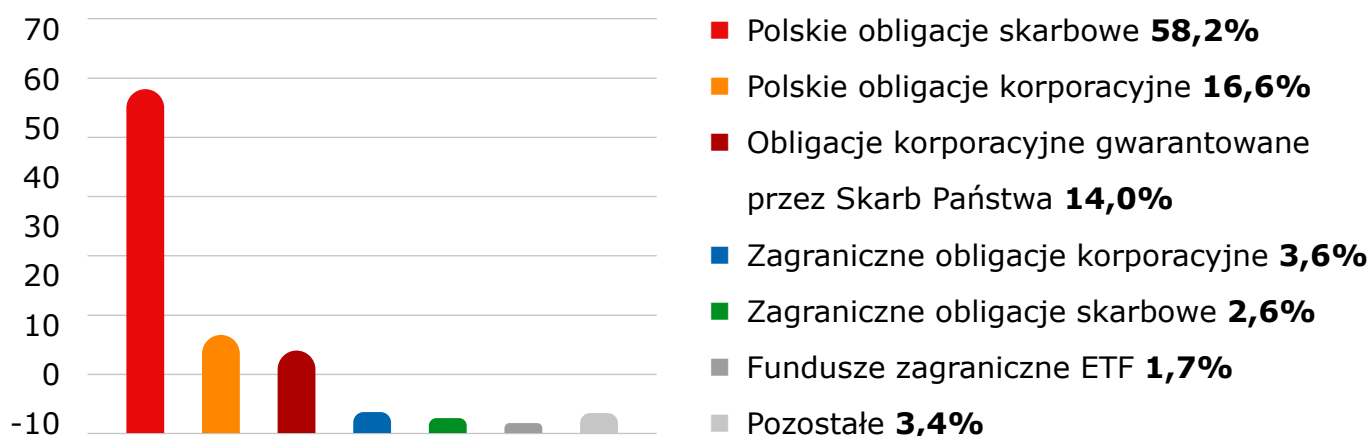 70
60
50
40
30
20
10
0
-10
Polskie obligacje skarbowe 58,2%
Polskie obligacje korporacyjne 16,6%
Obligacje korporacyjne gwarantowane
przez Skarb Państwa 14,0%
Zagraniczne obligacje korporacyjne 3,6%
Zagraniczne obligacje skarbowe 2,6%
Fundusze zagraniczne ETF 1,7%
Pozostałe 3,4%